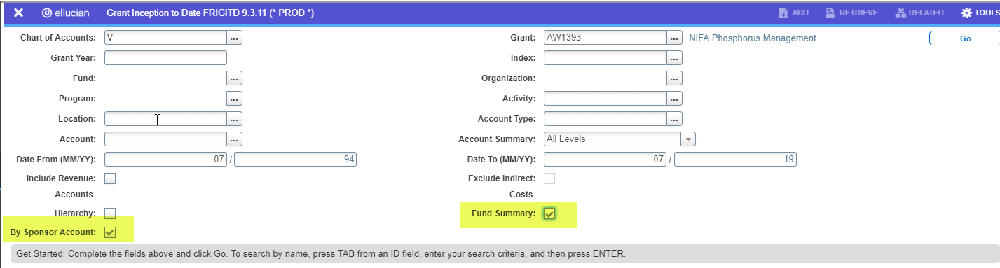 ellucian Grant Inception to Date FRIGITD 9.3.11 (* PROD *) ADD RETRIEVE RELATED TOOLS
Chart of Accounts: V ... Grant: AW1393 ... NIFA Phosphorus Management Go
Grant Year: Index: ...
Fund: ... Organization: ...
Program: ... Activity: ...
Location: ... Account Type: ...
Account: ... Account Summary: All Levels
Date From (MM/YY): 07 / 94 Date To (MM/YY): 07 / 19
Include Revenue: Exclude Indirect:
Accounts Costs
Hierarchy: Fund Summary:
By Sponsor Account:
Get Started: Complete the fields above and click Go. To search by name, press TAB from an ID field, enter your search criteria, and then press ENTER.